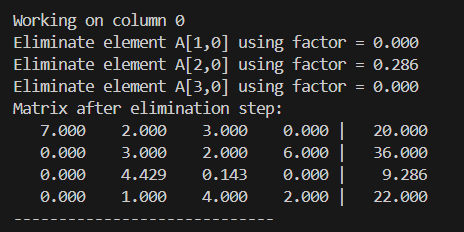 Working on column 0
Eliminate element A[1,0] using factor = 0.000
Eliminate element A[2,0] using factor = 0.286
Eliminate element A[3,0] using factor = 0.000
Matrix after elimination step:
7.000 2.000 3.000 0.000 | 20.000
0.000 3.000 2.000 6.000 | 36.000
0.000 4.429 0.143 0.000 | 9.286
0.000 1.000 4.000 2.000 | 22.000
------------------------------